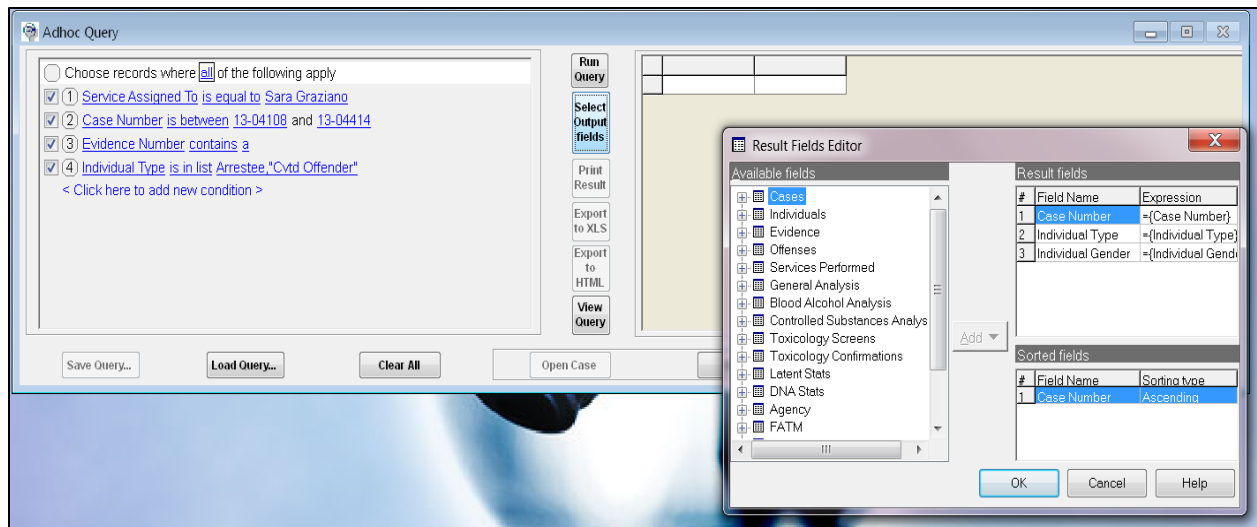 Adhoc Query
Choose records where all of the following apply
1 Service Assigned To is equal to Sara Graziano
2 Case Number is between 13-04108 and 13-04414
3 Evidence Number contains a
4 Individual Type is in list Arrestee,"Cvtd Offender"
< Click here to add new condition >
Run
Query
Select
Output
fields
Print
Result
Export
to XLS
Export
to
HTML
View
Query
Save Query...
Load Query...
Clear All
Open Case
Result Fields Editor
Available fields
Cases
Individuals
Evidence
Offenses
Services Performed
General Analysis
Blood Alcohol Analysis
Controlled Substances Analys
Toxicology Screens
Toxicology Confirmations
Latent Stats
DNA Stats
Agency
FATM
Add
Result fields
# Field Name Expression
1 Case Number ={Case Number}
2 Individual Type ={Individual Type}
3 Individual Gender ={Individual Gend
Sorted fields
# Field Name Sorting type
1 Case Number Ascending
OK
Cancel
Help